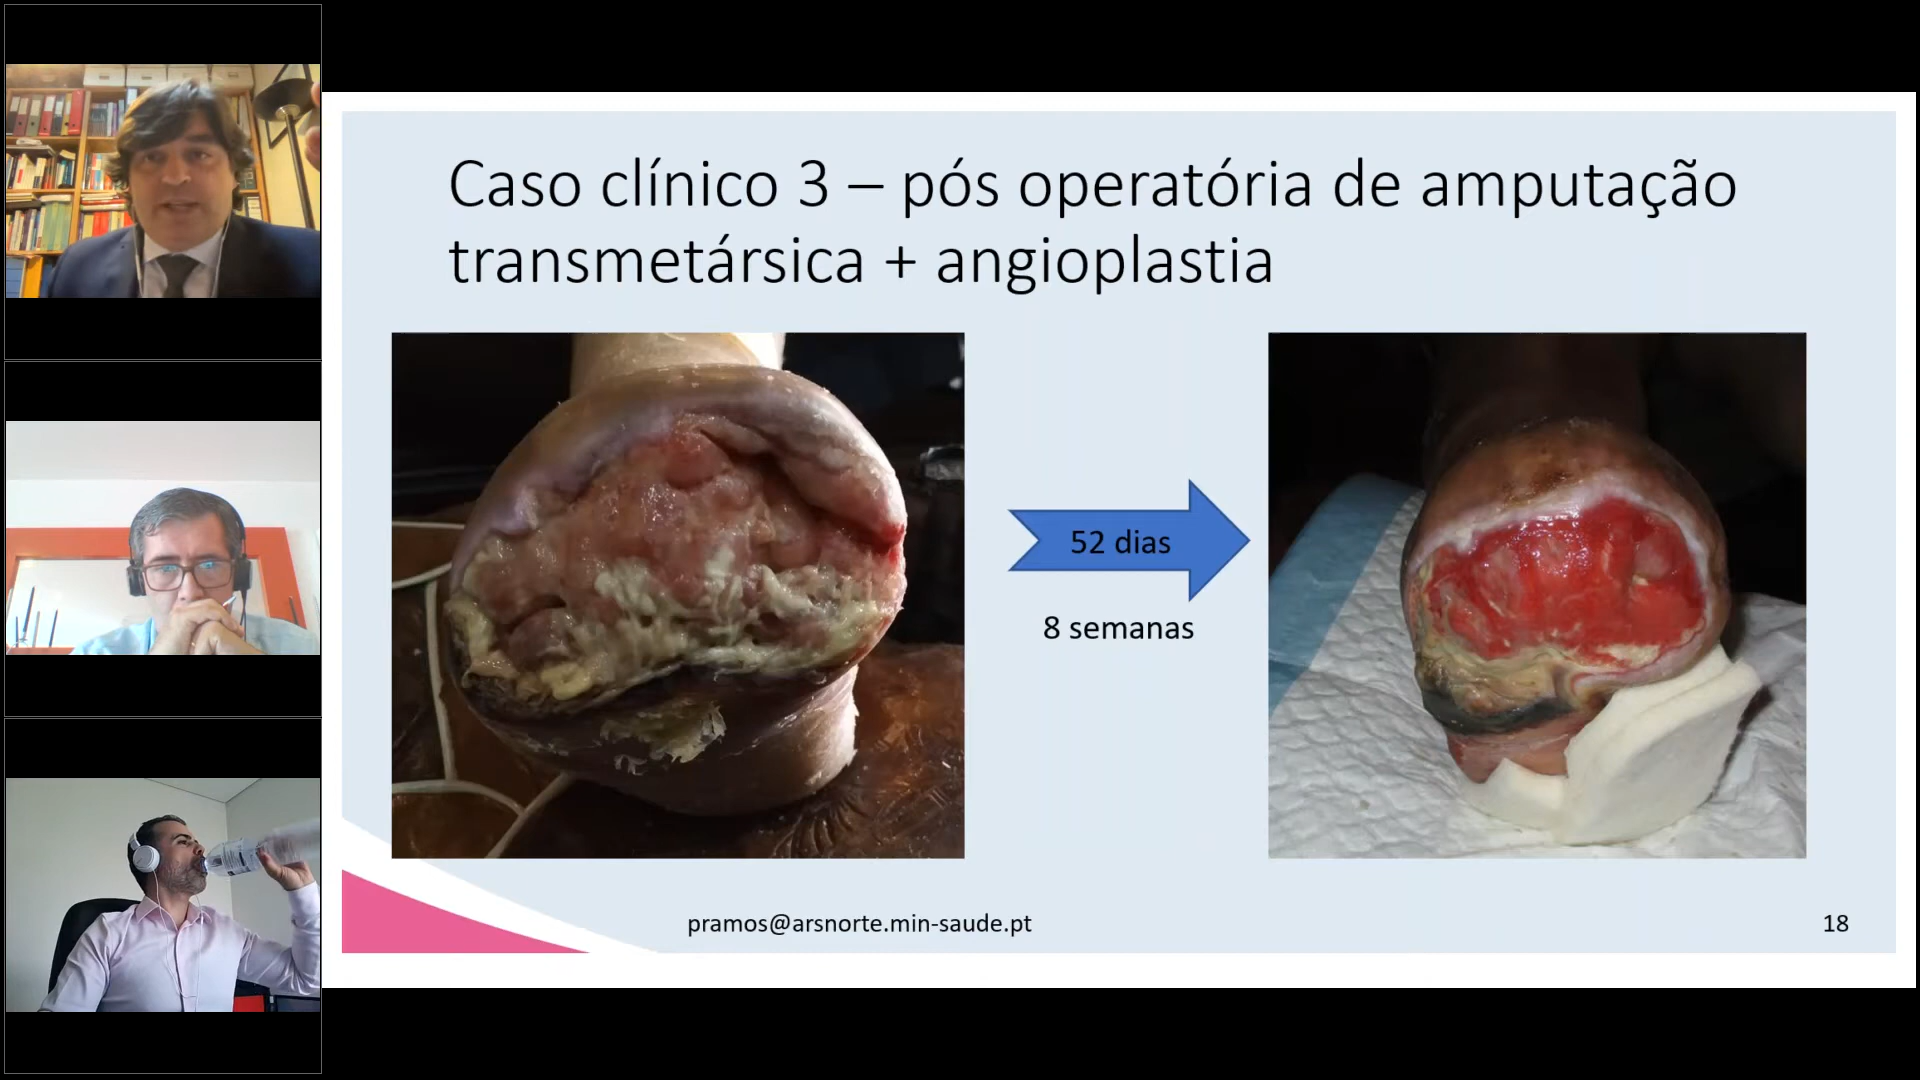 Caso clínico 3 – pós operatória de amputação
transmetársica + angioplastia
52 dias
8 semanas
pramos@arsnorte.min-saude.pt
18